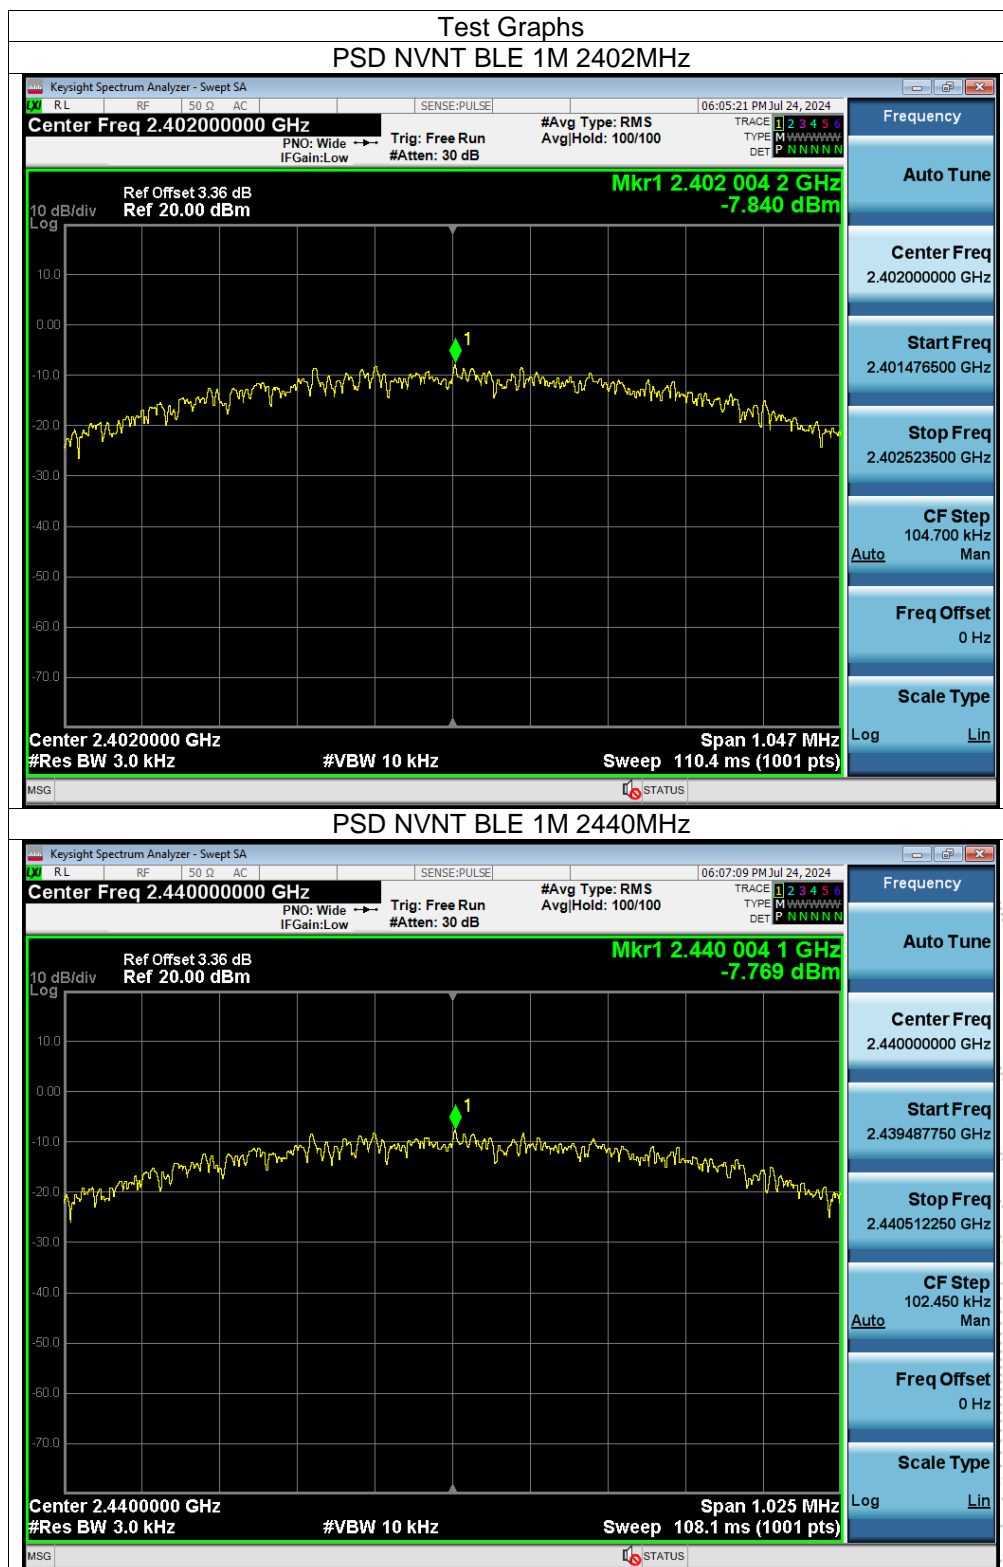 Test Graphs
PSD NVNT BLE 1M 2402MHz
Keysight Spectrum Analyzer - Swept SA
LXI RL RF 50 Ω AC SENSE:PULSE 06:05:21 PM Jul 24, 2024
Center Freq 2.402000000 GHz
PNO: Wide
IFGain:Low
Trig: Free Run
#Atten: 30 dB
#Avg Type: RMS
Avg|Hold: 100/100
TRACE 1 2 3 4 5 6
TYPE M WWWWW
DET P N N N N N
Ref Offset 3.36 dB
10 dB/div Ref 20.00 dBm
Log
Mkr1 2.402 004 2 GHz
-7.840 dBm
10.0
0.00
1
-10.0
-20.0
-30.0
-40.0
-50.0
-60.0
-70.0
Center 2.4020000 GHz Span 1.047 MHz
#Res BW 3.0 kHz #VBW 10 kHz Sweep 110.4 ms (1001 pts)
MSG STATUS
Frequency
Auto Tune
Center Freq
2.402000000 GHz
Start Freq
2.401476500 GHz
Stop Freq
2.402523500 GHz
CF Step
104.700 kHz
Auto Man
Freq Offset
0 Hz
Scale Type
Log Lin
PSD NVNT BLE 1M 2440MHz
Keysight Spectrum Analyzer - Swept SA
LXI RL RF 50 Ω AC SENSE:PULSE 06:07:09 PM Jul 24, 2024
Center Freq 2.440000000 GHz
PNO: Wide
IFGain:Low
Trig: Free Run
#Atten: 30 dB
#Avg Type: RMS
Avg|Hold: 100/100
TRACE 1 2 3 4 5 6
TYPE M WWWWW
DET P N N N N N
Ref Offset 3.36 dB
10 dB/div Ref 20.00 dBm
Log
Mkr1 2.440 004 1 GHz
-7.769 dBm
10.0
0.00
1
-10.0
-20.0
-30.0
-40.0
-50.0
-60.0
-70.0
Center 2.4400000 GHz Span 1.025 MHz
#Res BW 3.0 kHz #VBW 10 kHz Sweep 108.1 ms (1001 pts)
MSG STATUS
Frequency
Auto Tune
Center Freq
2.440000000 GHz
Start Freq
2.439487750 GHz
Stop Freq
2.440512250 GHz
CF Step
102.450 kHz
Auto Man
Freq Offset
0 Hz
Scale Type
Log Lin